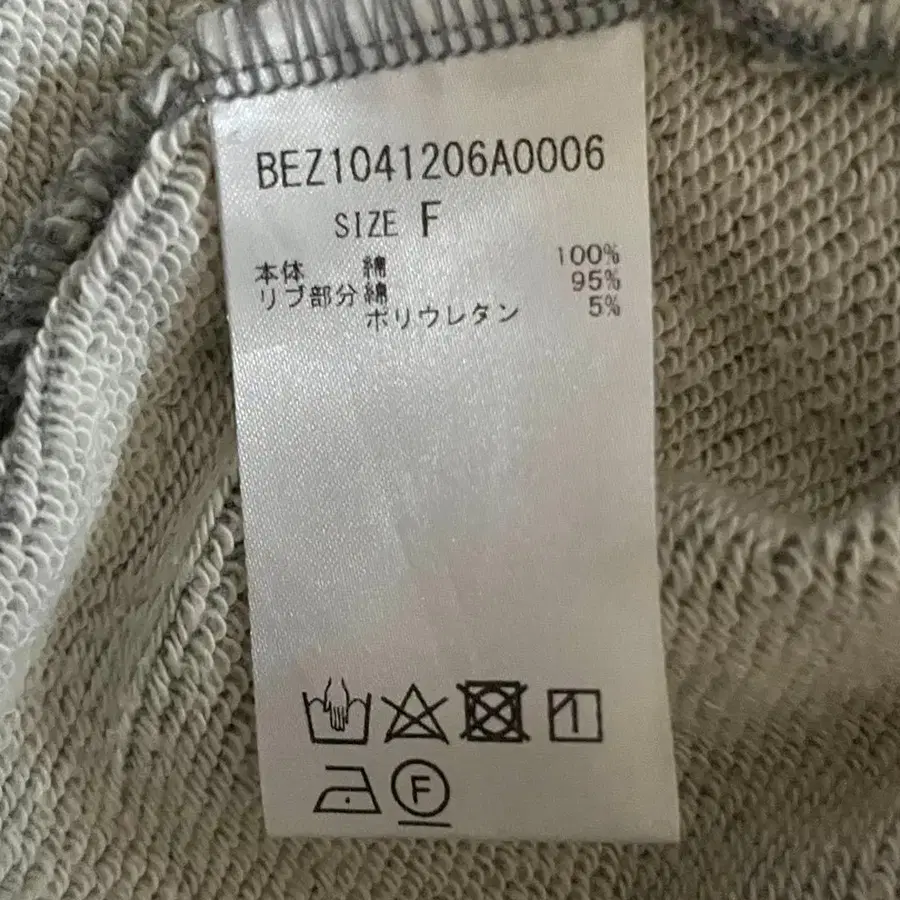 BEZ1041206A0006
SIZE F
本体 綿 100%
リブ部分 綿 95%
ポリウレタン 5%
F